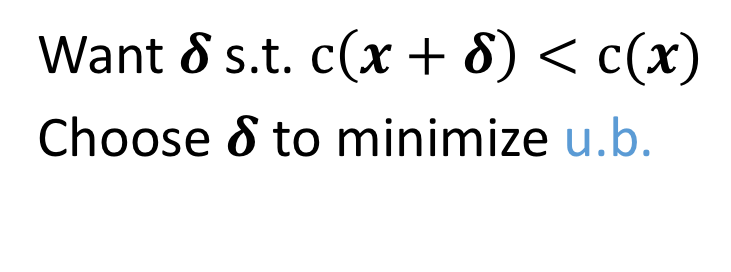 Want 𝜹 s.t. c(𝒙 + 𝜹) < c(𝒙)
Choose 𝜹 to minimize u.b.